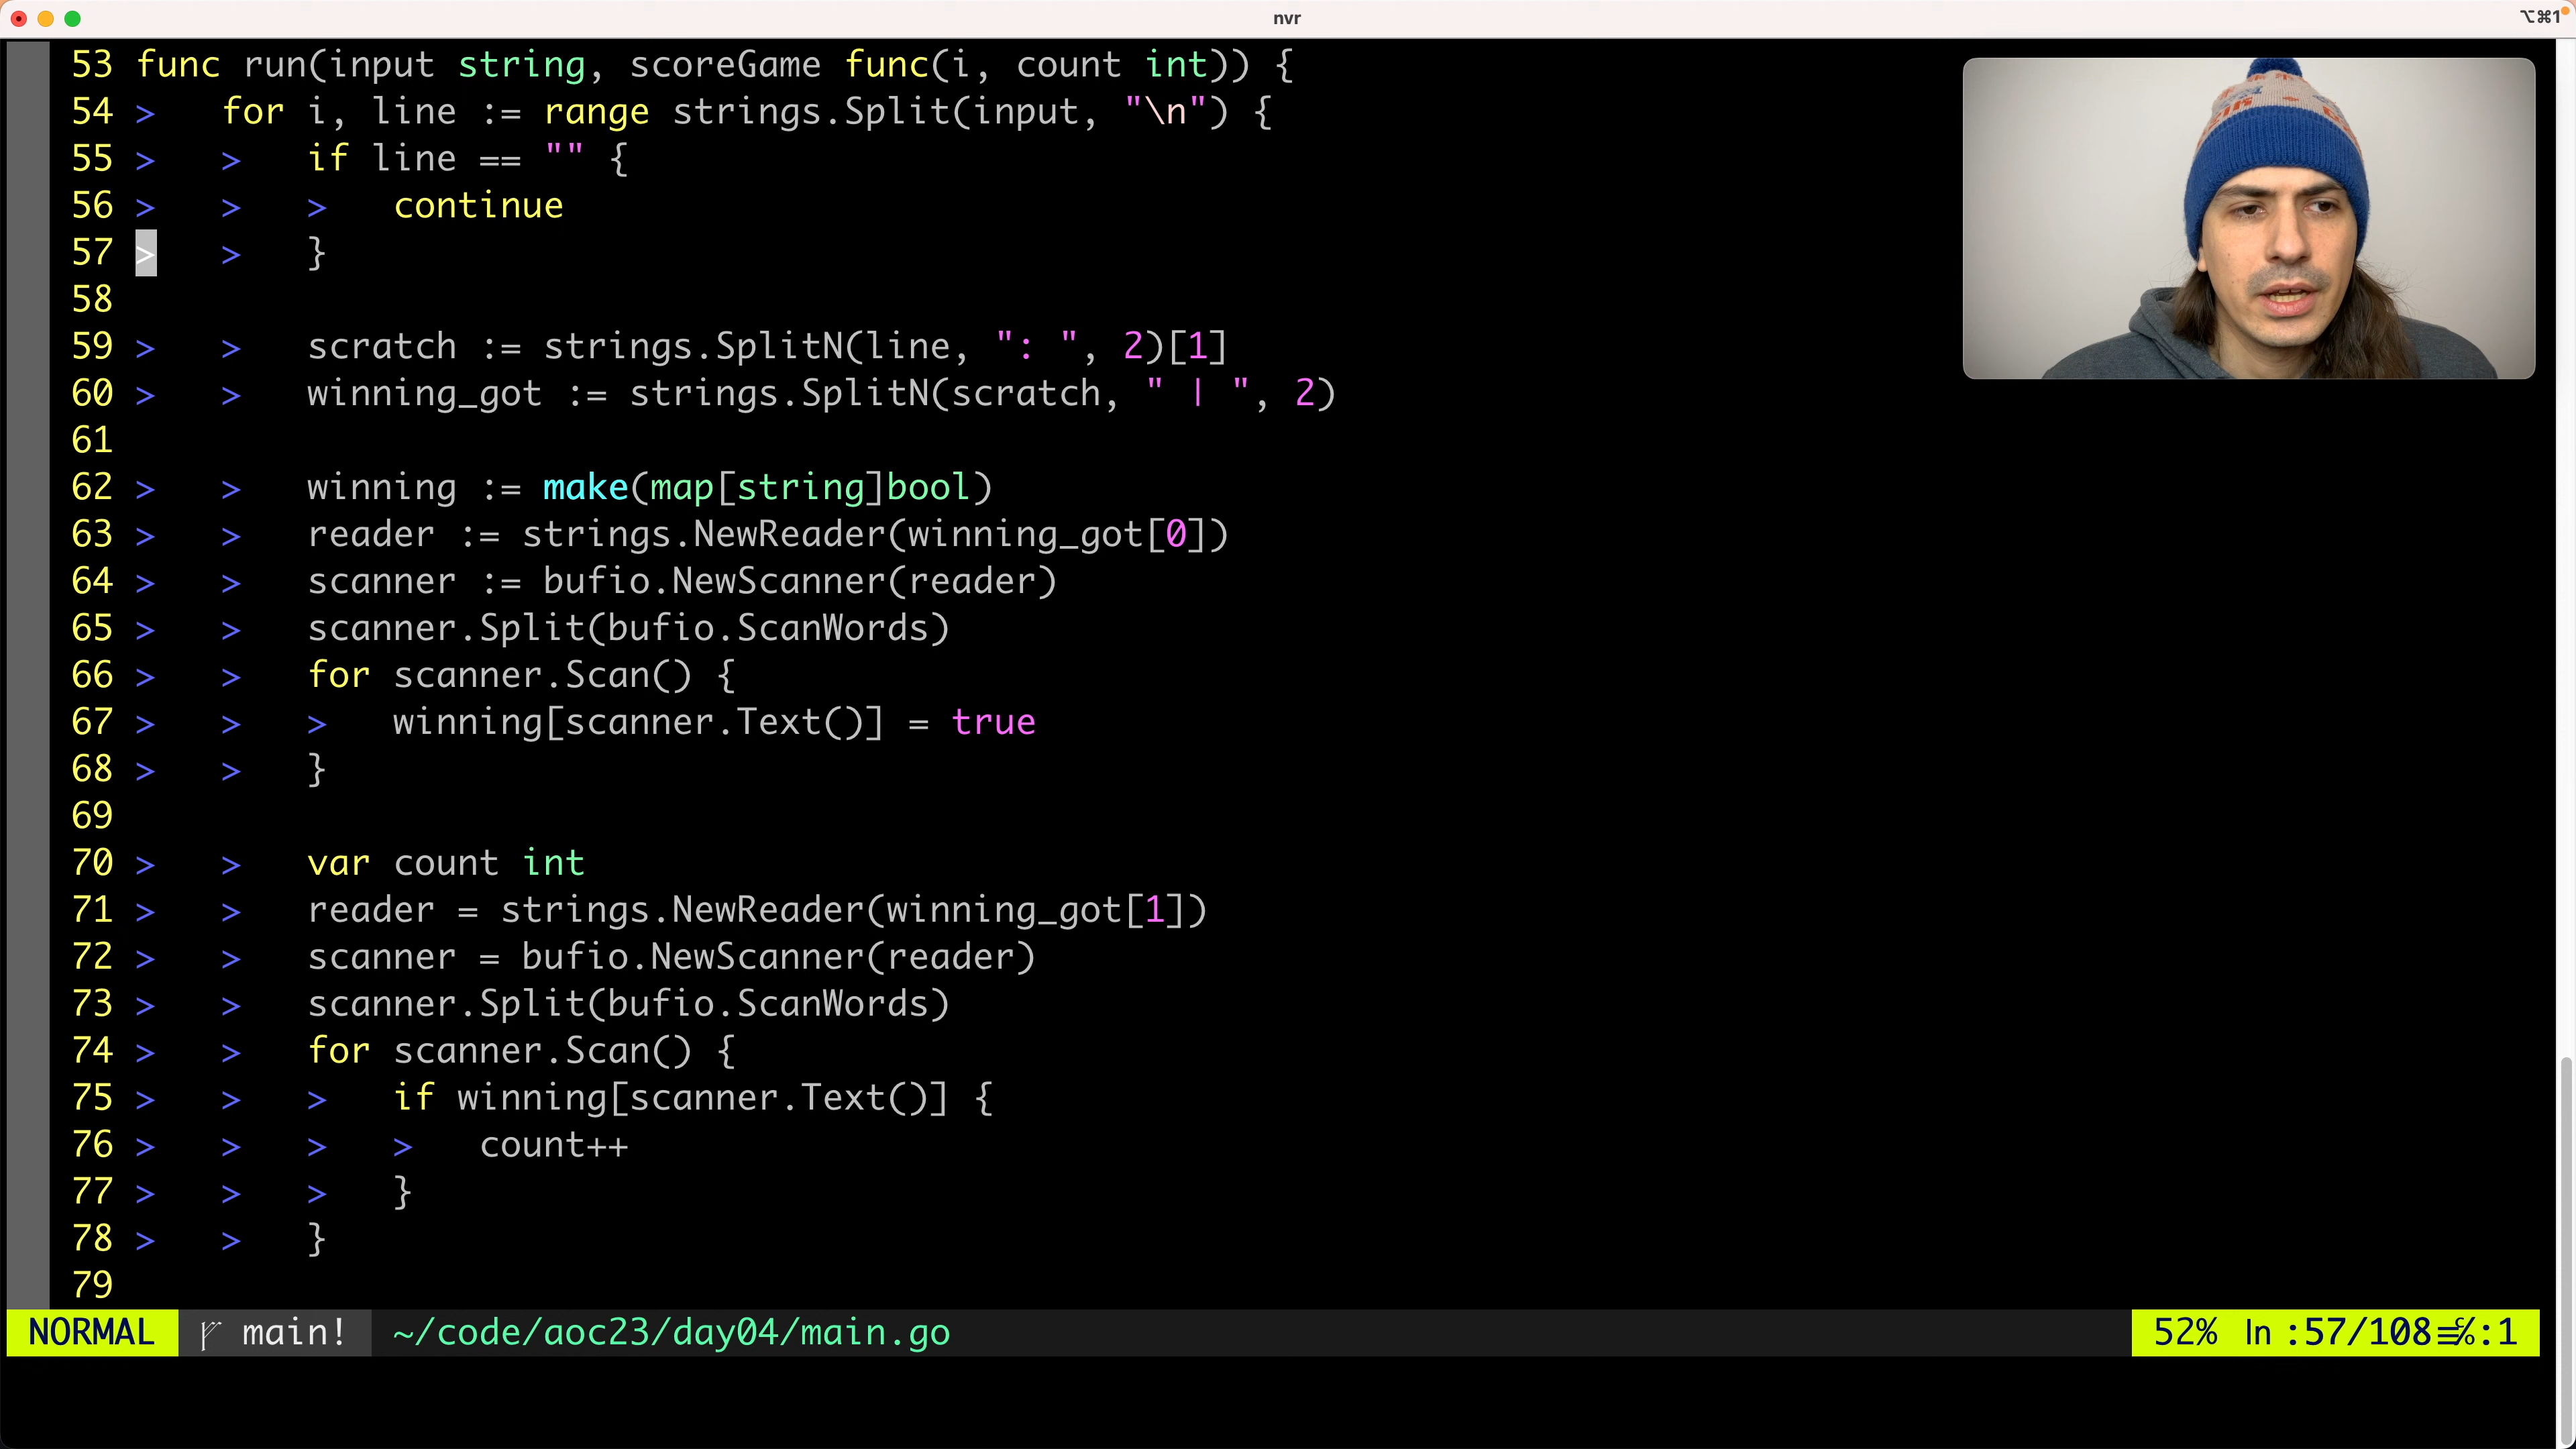 nvr
⌥⌘1
53 func run(input string, scoreGame func(i, count int)) {
54 > for i, line := range strings.Split(input, "\n") {
55 > > if line == "" {
56 > > > continue
57 > > }
58
59 > > scratch := strings.SplitN(line, ": ", 2)[1]
60 > > winning_got := strings.SplitN(scratch, " | ", 2)
61
62 > > winning := make(map[string]bool)
63 > > reader := strings.NewReader(winning_got[0])
64 > > scanner := bufio.NewScanner(reader)
65 > > scanner.Split(bufio.ScanWords)
66 > > for scanner.Scan() {
67 > > > winning[scanner.Text()] = true
68 > > }
69
70 > > var count int
71 > > reader = strings.NewReader(winning_got[1])
72 > > scanner = bufio.NewScanner(reader)
73 > > scanner.Split(bufio.ScanWords)
74 > > for scanner.Scan() {
75 > > > if winning[scanner.Text()] {
76 > > > > count++
77 > > > }
78 > > }
79
NORMAL main! ~/code/aoc23/day04/main.go 52% ln :57/108≡℅:1